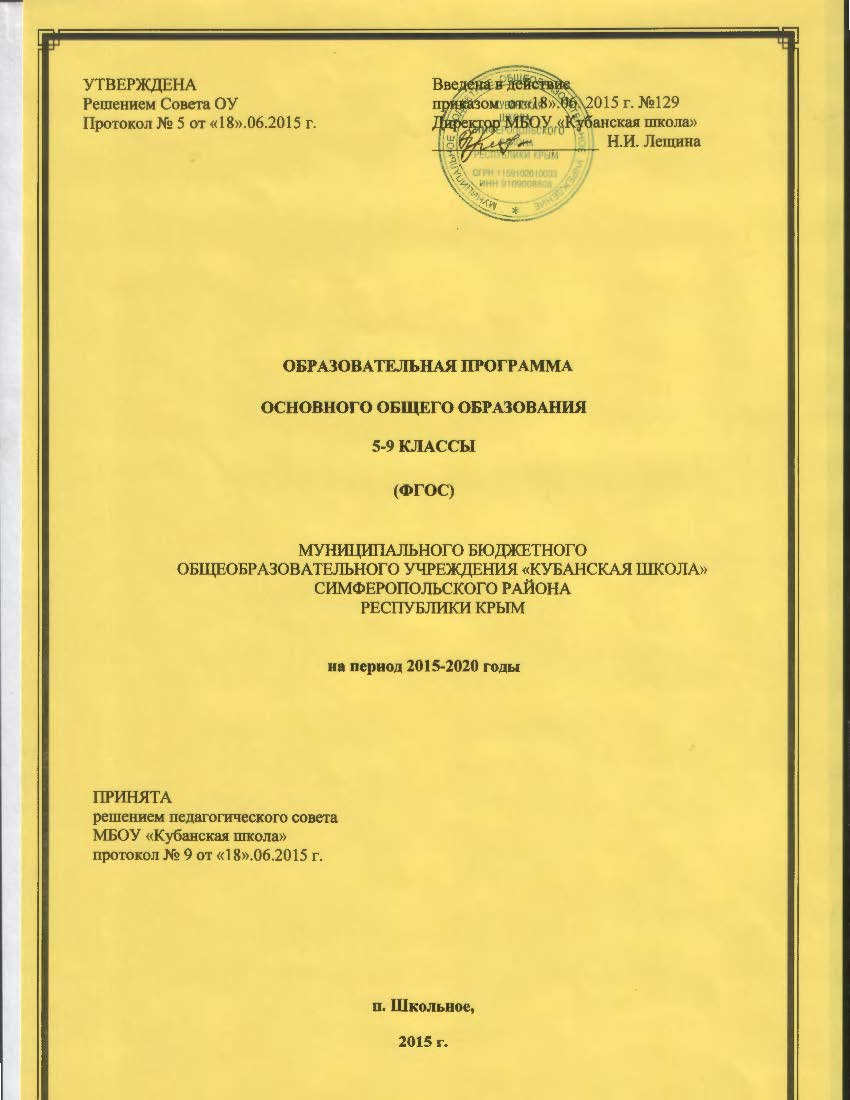 УТВЕРЖДЕНА
Решением Совета ОУ
Протокол № 5 от «18».06.2015 г.
Введена в действие
приказом от«18».06. 2015 г. №129
Директор МБОУ «Кубанская школа»
Н.И. Лещина
РЕСПУБЛИКИ КРЫМ
ОБРАЗОВАТЕЛЬНАЯ ПРОГРАММА
ОСНОВНОГО ОБЩЕГО ОБРАЗОВАНИЯ
5-9 КЛАССЫ
(ФГОС)
МУНИЦИПАЛЬНОГО БЮДЖЕТНОГО
ОБЩЕОБРАЗОВАТЕЛЬНОГО УЧРЕЖДЕНИЯ «КУБАНСКАЯ ШКОЛА»
СИМФЕРОПОЛЬСКОГО РАЙОНА
РЕСПУБЛИКИ КРЫМ
на период 2015-2020 годы
ПРИНЯТА
решением педагогического совета
МБОУ «Кубанская школа»
протокол № 9 от «18».06.2015 г.
п. Школьное,
2015 г.